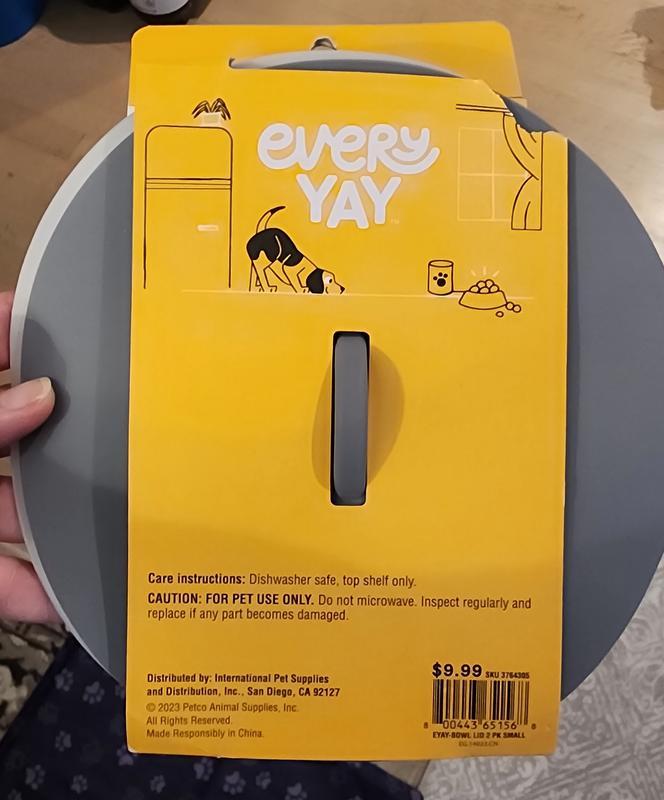 every
YAY™
Care instructions: Dishwasher safe, top shelf only.
CAUTION: FOR PET USE ONLY. Do not microwave. Inspect regularly and
replace if any part becomes damaged.
Distributed by: International Pet Supplies
and Distribution, Inc., San Diego, CA 92127
© 2023 Petco Animal Supplies, Inc.
All Rights Reserved.
Made Responsibly in China.
$9.99 SKU 3764305
8 00443 65156 8
EYAY-BOWL LID 2 PK SMALL